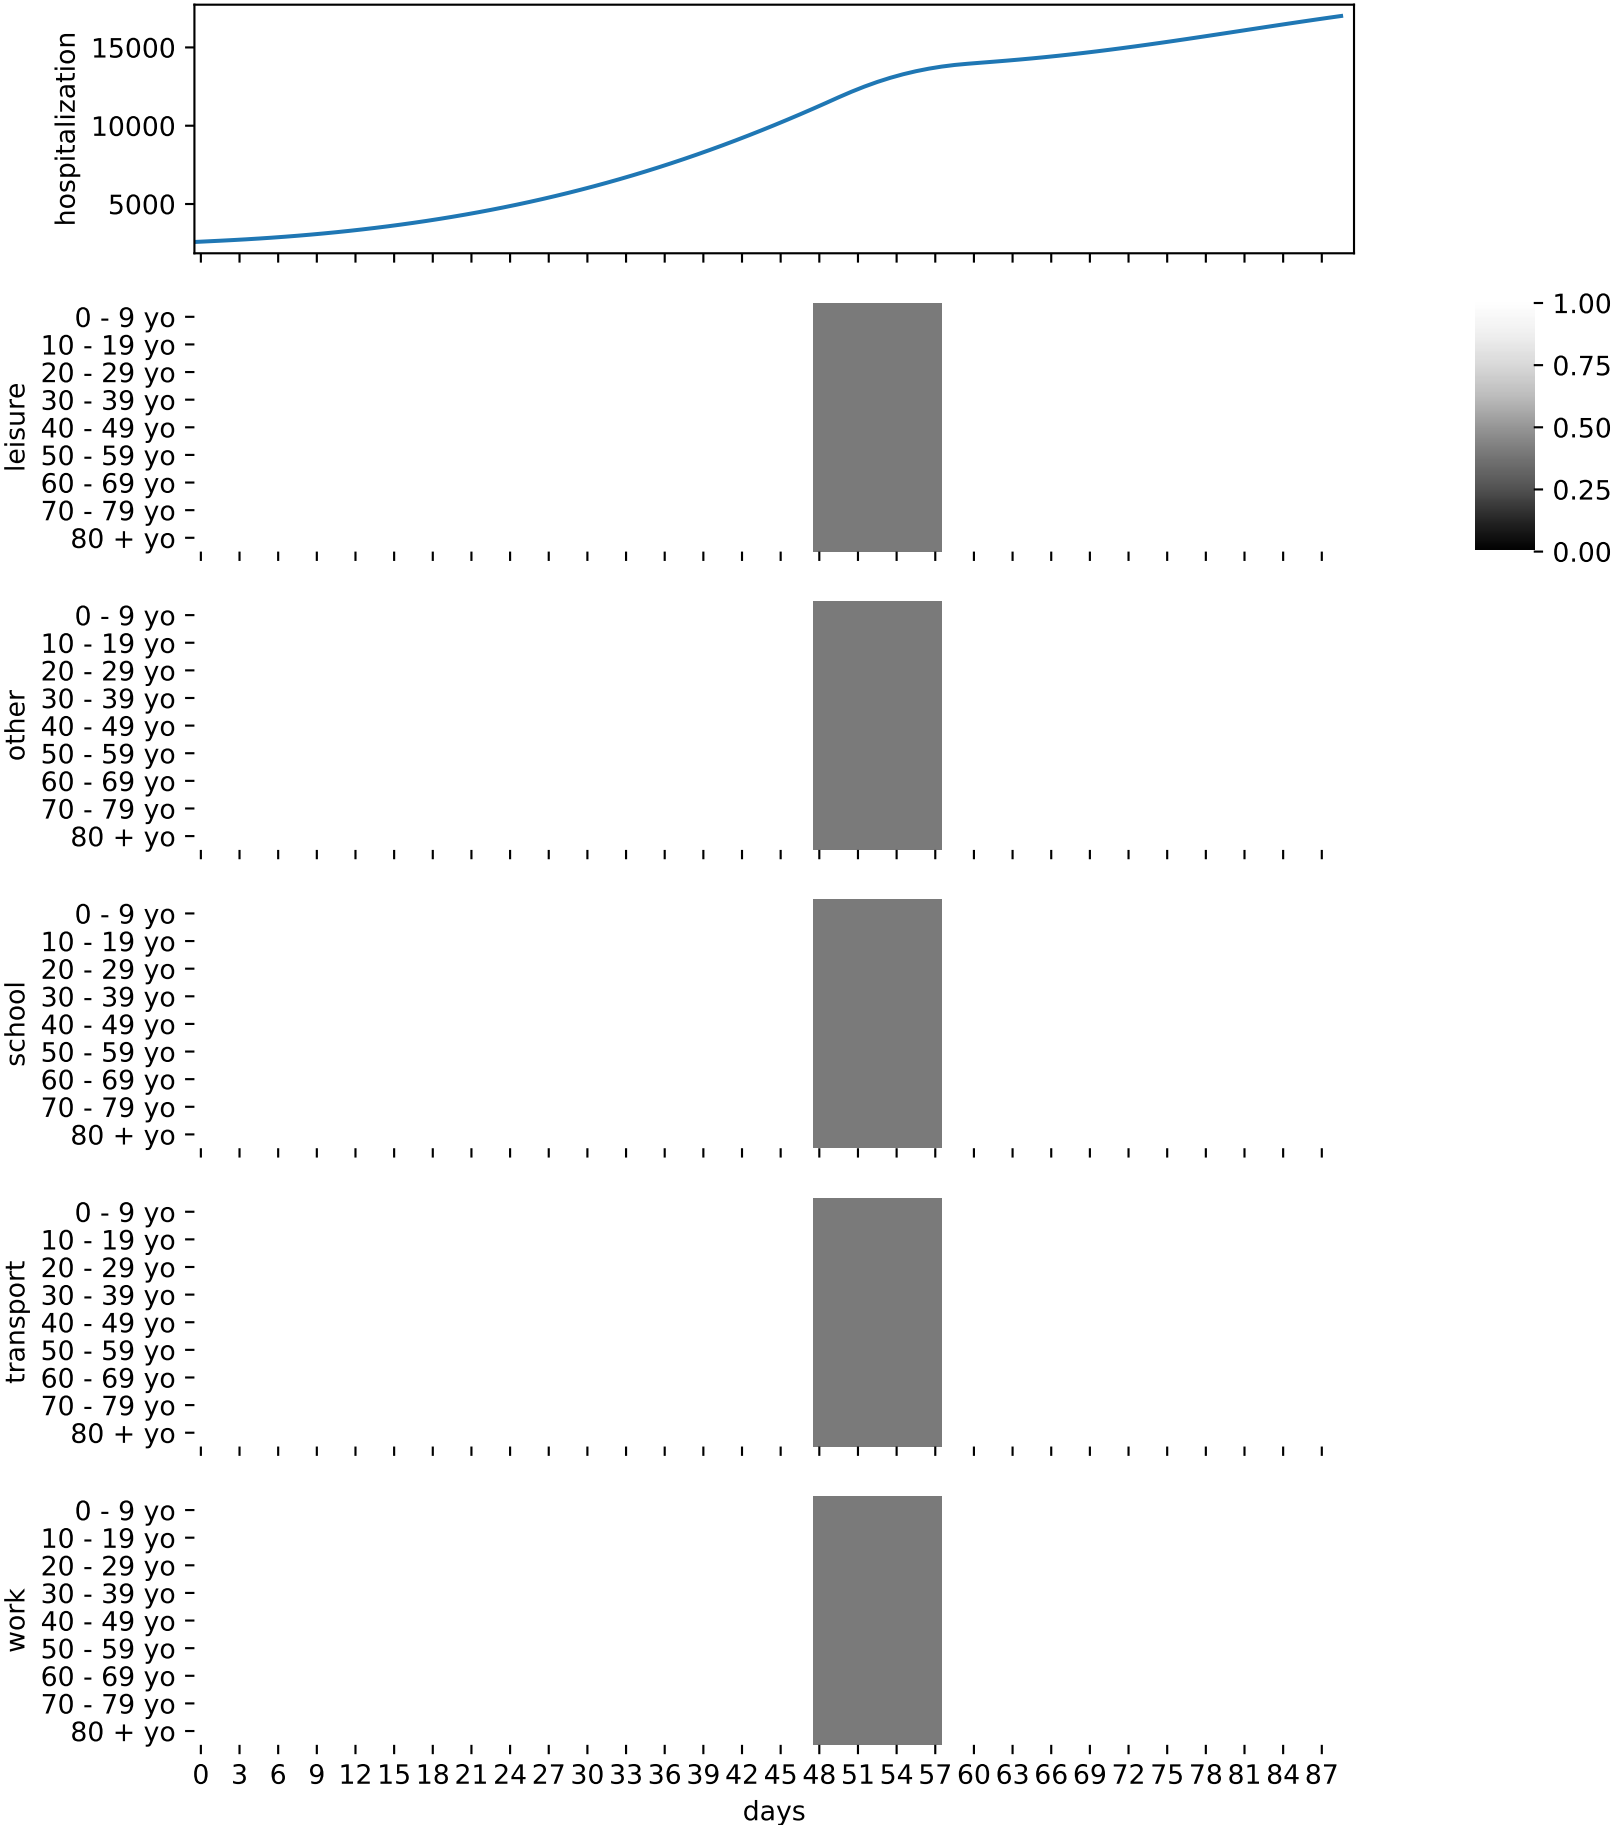 hospitalization
15000
10000
5000
leisure
0 - 9 yo
10 - 19 yo
20 - 29 yo
30 - 39 yo
40 - 49 yo
50 - 59 yo
60 - 69 yo
70 - 79 yo
80 + yo
1.00
0.75
0.50
0.25
0.00
other
0 - 9 yo
10 - 19 yo
20 - 29 yo
30 - 39 yo
40 - 49 yo
50 - 59 yo
60 - 69 yo
70 - 79 yo
80 + yo
school
0 - 9 yo
10 - 19 yo
20 - 29 yo
30 - 39 yo
40 - 49 yo
50 - 59 yo
60 - 69 yo
70 - 79 yo
80 + yo
transport
0 - 9 yo
10 - 19 yo
20 - 29 yo
30 - 39 yo
40 - 49 yo
50 - 59 yo
60 - 69 yo
70 - 79 yo
80 + yo
work
0 - 9 yo
10 - 19 yo
20 - 29 yo
30 - 39 yo
40 - 49 yo
50 - 59 yo
60 - 69 yo
70 - 79 yo
80 + yo
0 3 6 9 12 15 18 21 24 27 30 33 36 39 42 45 48 51 54 57 60 63 66 69 72 75 78 81 84 87
days